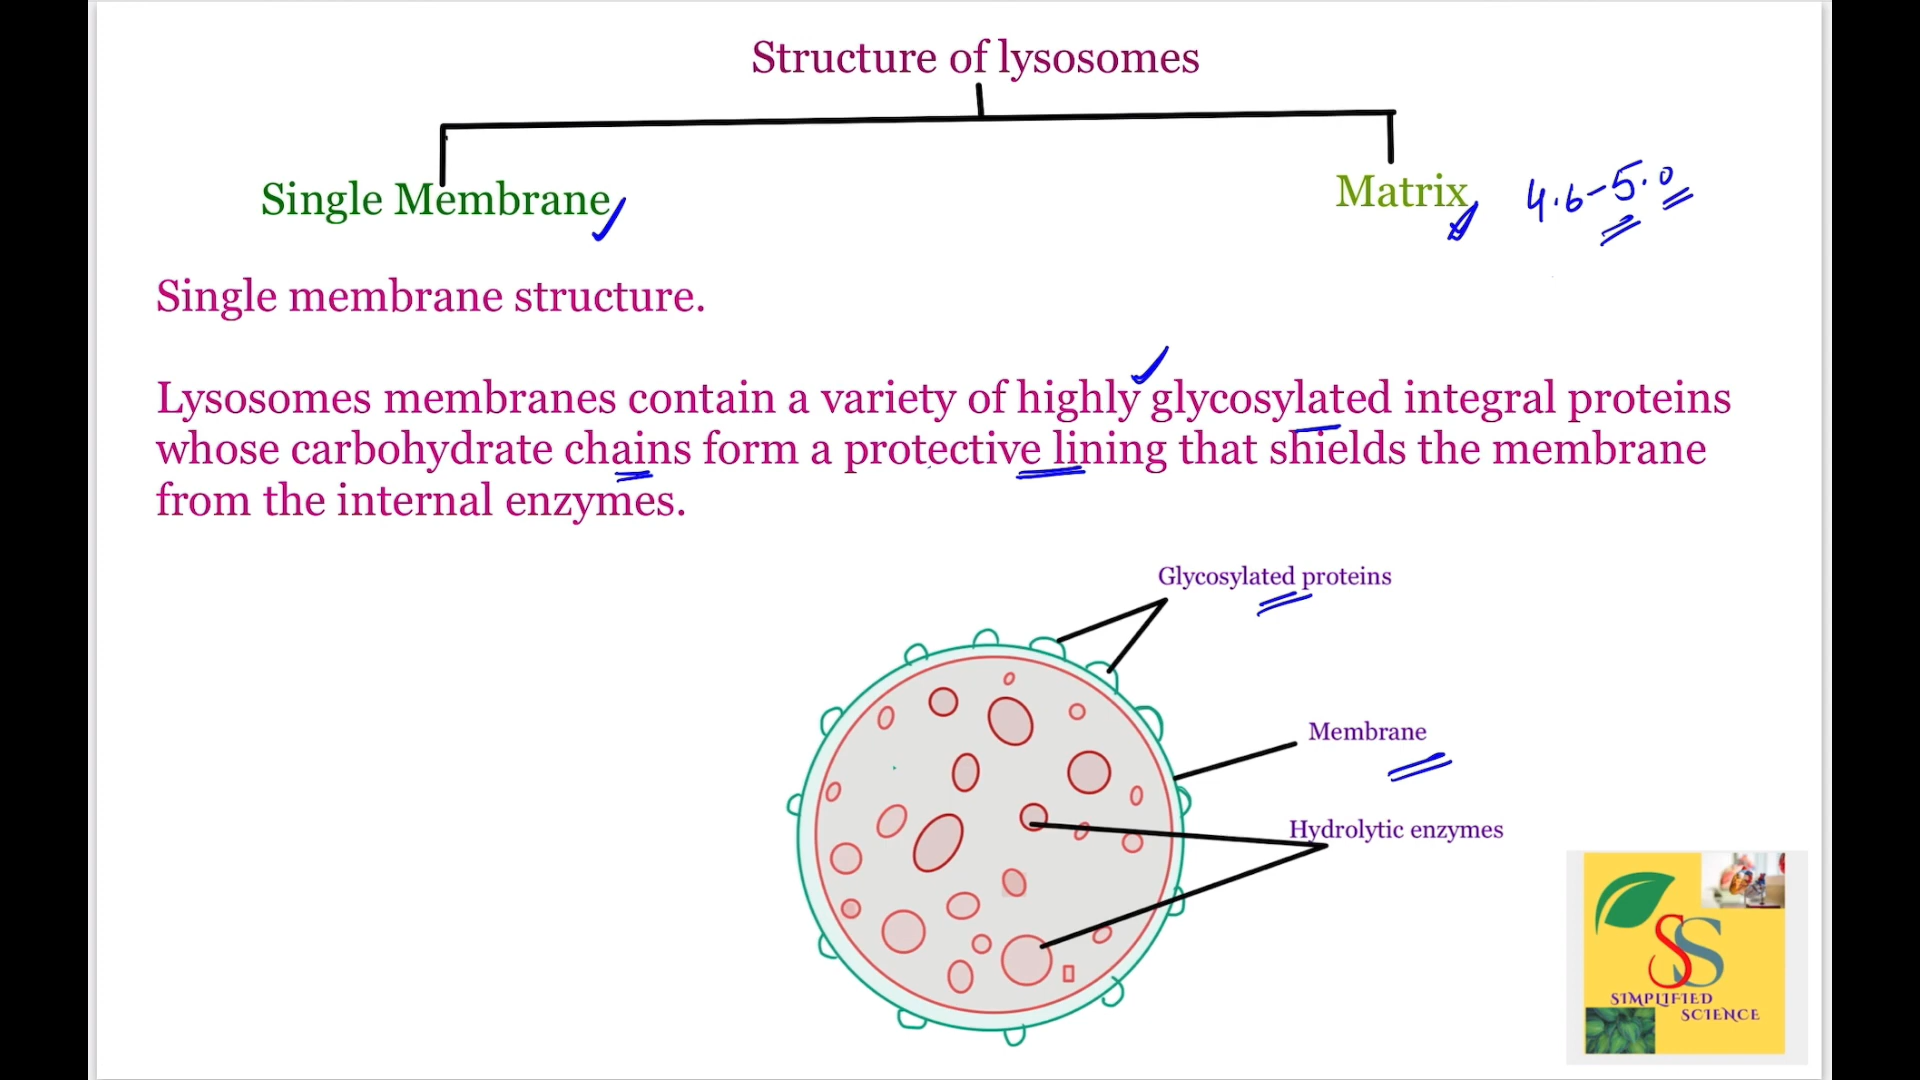 Structure of lysosomes
Single Membrane
Matrix 4.6-5.0
Single membrane structure.
Lysosomes membranes contain a variety of highly glycosylated integral proteins
whose carbohydrate chains form a protective lining that shields the membrane
from the internal enzymes.
Glycosylated proteins
Membrane
Hydrolytic enzymes
SS
SIMPLIFIED
SCIENCE